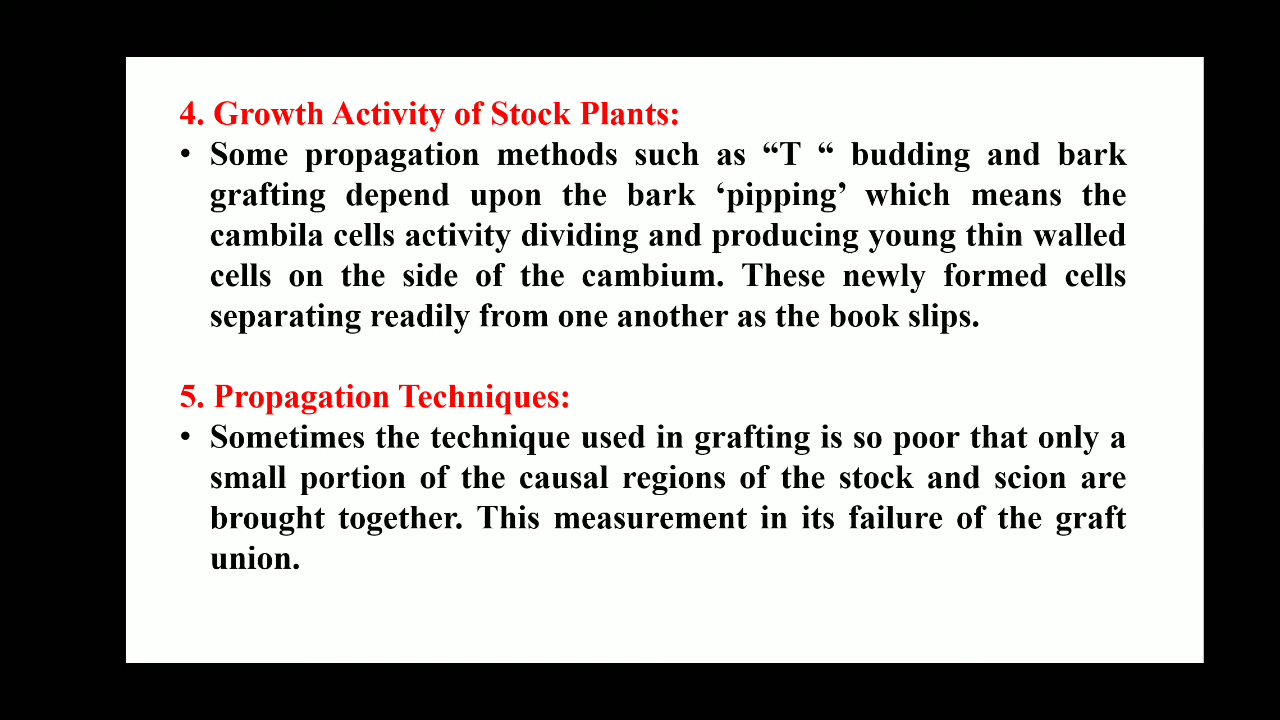 4. Growth Activity of Stock Plants:
• Some propagation methods such as “T “ budding and bark
grafting depend upon the bark ‘pipping’ which means the
cambila cells activity dividing and producing young thin walled
cells on the side of the cambium. These newly formed cells
separating readily from one another as the book slips.
5. Propagation Techniques:
• Sometimes the technique used in grafting is so poor that only a
small portion of the causal regions of the stock and scion are
brought together. This measurement in its failure of the graft
union.